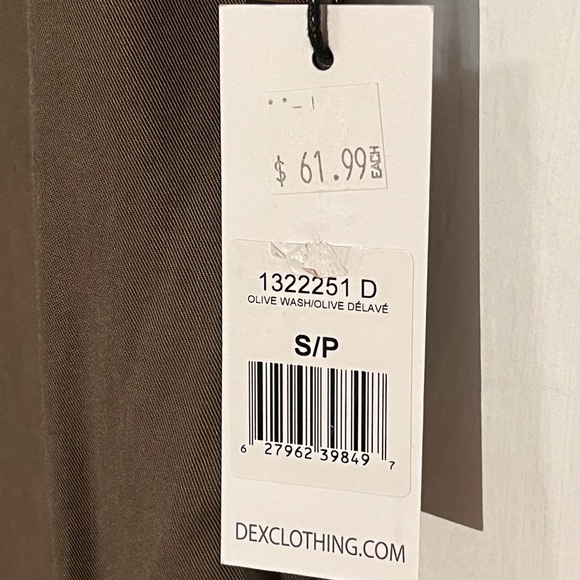 $ 61.99 EACH
1322251 D
OLIVE WASH/OLIVE DÉLAVÉ
S/P
6 27962 39849 7
DEXCLOTHING.COM